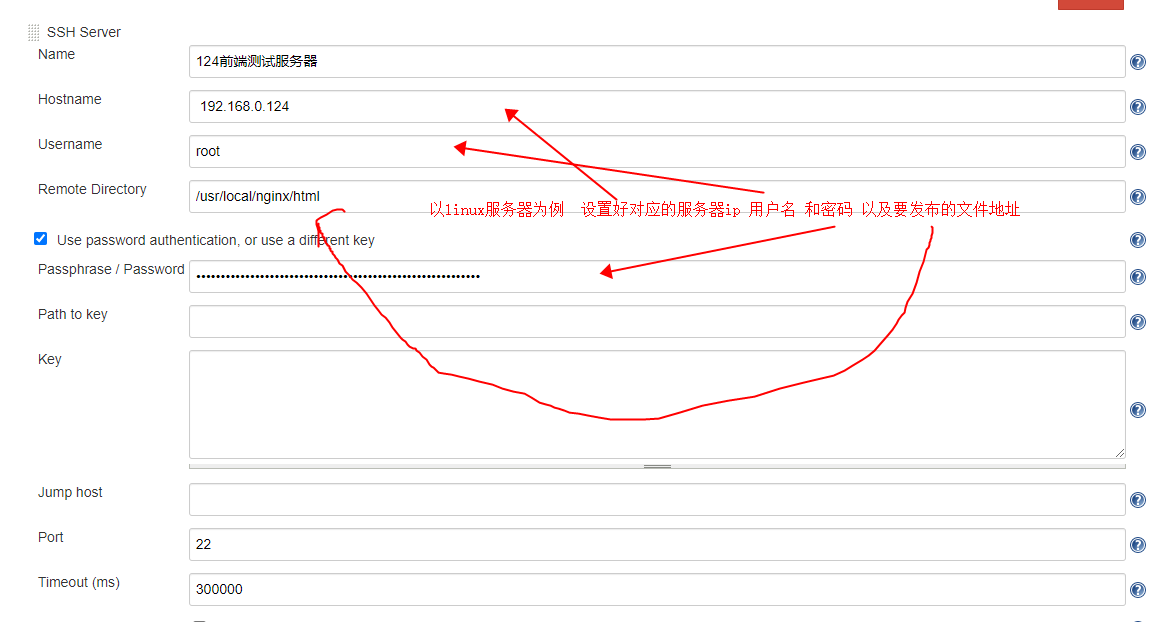 SSH Server
Name
124前端测试服务器
Hostname
192.168.0.124
Username
root
Remote Directory
/usr/local/nginx/html
以linux服务器为例 设置好对应的服务器ip 用户名 和密码 以及要发布的文件地址
Use password authentication, or use a different key
Passphrase / Password
Path to key
Key
Jump host
Port
22
Timeout (ms)
300000